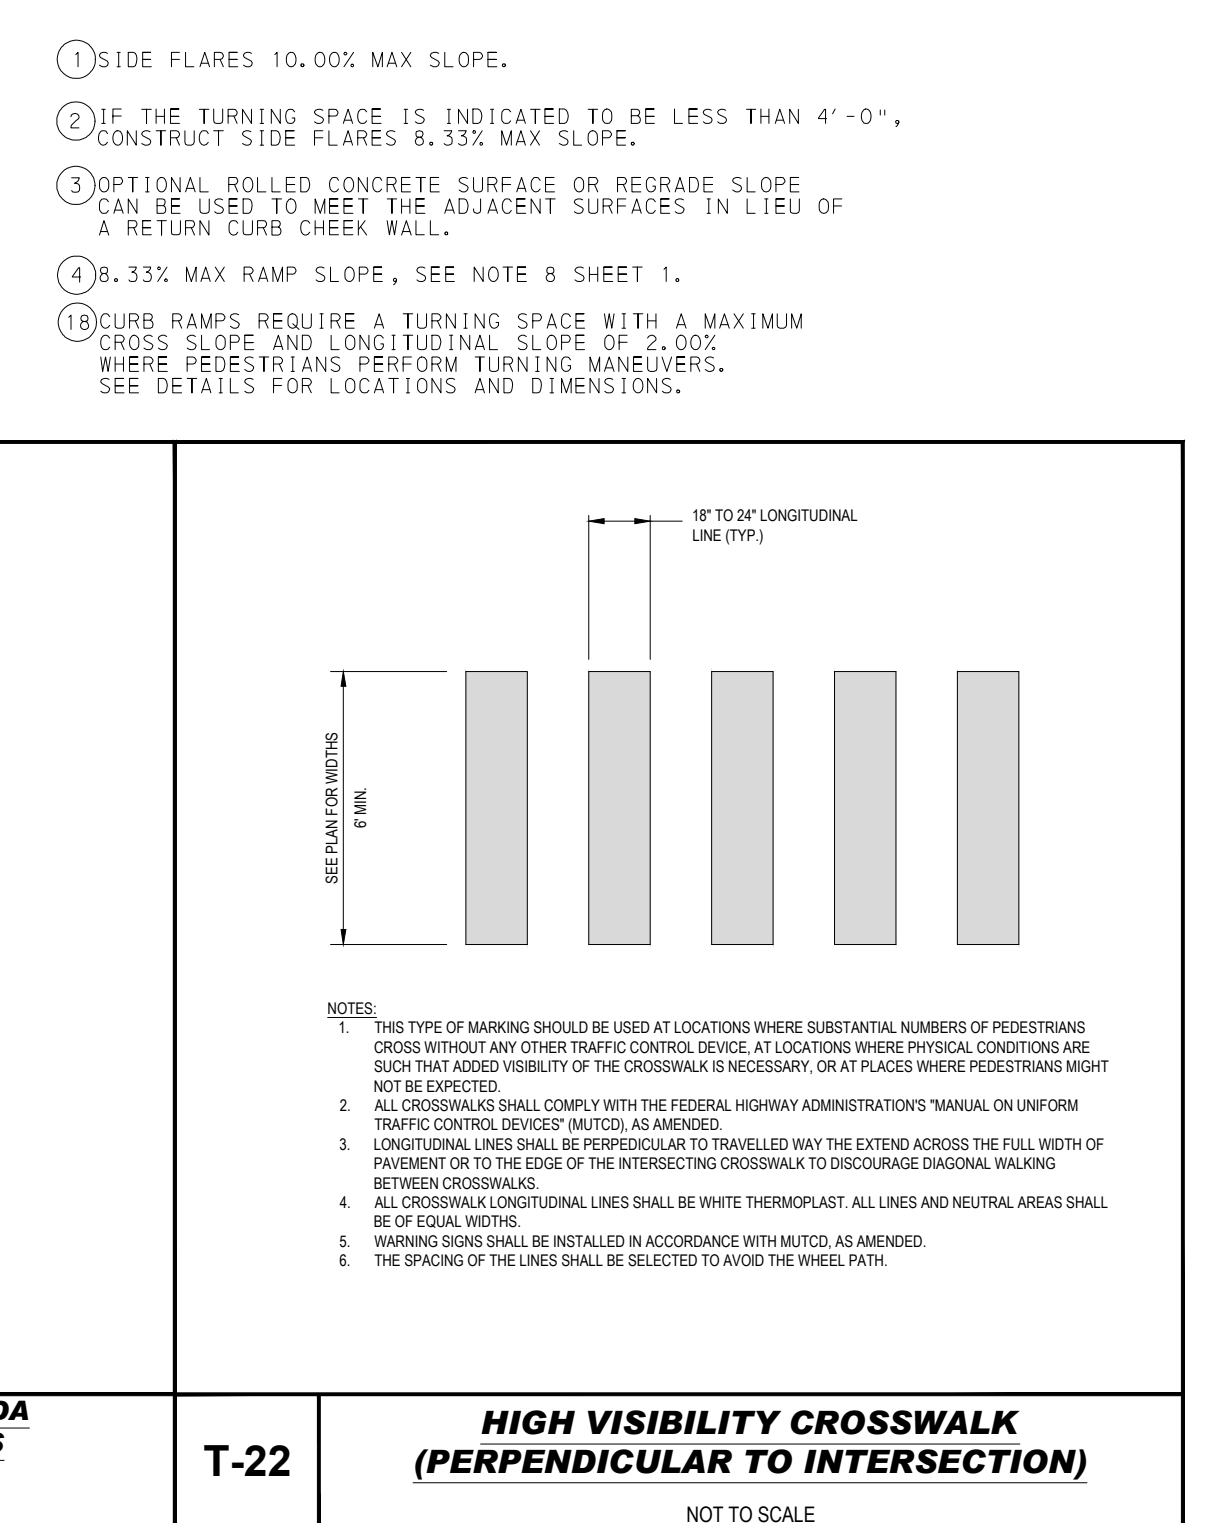 1 SIDE FLARES 10.00% MAX SLOPE.
2 IF THE TURNING SPACE IS INDICATED TO BE LESS THAN 4'-0",
CONSTRUCT SIDE FLARES 8.33% MAX SLOPE.
3 OPTIONAL ROLLED CONCRETE SURFACE OR REGRADE SLOPE
CAN BE USED TO MEET THE ADJACENT SURFACES IN LIEU OF
A RETURN CURB CHEEK WALL.
4 8.33% MAX RAMP SLOPE, SEE NOTE 8 SHEET 1.
18 CURB RAMPS REQUIRE A TURNING SPACE WITH A MAXIMUM
CROSS SLOPE AND LONGITUDINAL SLOPE OF 2.00%
WHERE PEDESTRIANS PERFORM TURNING MANEUVERS.
SEE DETAILS FOR LOCATIONS AND DIMENSIONS.
18" TO 24" LONGITUDINAL
LINE (TYP.)
SEE PLAN FOR WIDTHS
6' MIN.
NOTES:
1. THIS TYPE OF MARKING SHOULD BE USED AT LOCATIONS WHERE SUBSTANTIAL NUMBERS OF PEDESTRIANS
CROSS WITHOUT ANY OTHER TRAFFIC CONTROL DEVICE, AT LOCATIONS WHERE PHYSICAL CONDITIONS ARE
SUCH THAT ADDED VISIBILITY OF THE CROSSWALK IS NECESSARY, OR AT PLACES WHERE PEDESTRIANS MIGHT
NOT BE EXPECTED.
2. ALL CROSSWALKS SHALL COMPLY WITH THE FEDERAL HIGHWAY ADMINISTRATION'S "MANUAL ON UNIFORM
TRAFFIC CONTROL DEVICES" (MUTCD), AS AMENDED.
3. LONGITUDINAL LINES SHALL BE PERPEDICULAR TO TRAVELLED WAY THE EXTEND ACROSS THE FULL WIDTH OF
PAVEMENT OR TO THE EDGE OF THE INTERSECTING CROSSWALK TO DISCOURAGE DIAGONAL WALKING
BETWEEN CROSSWALKS.
4. ALL CROSSWALK LONGITUDINAL LINES SHALL BE WHITE THERMOPLAST. ALL LINES AND NEUTRAL AREAS SHALL
BE OF EQUAL WIDTHS.
5. WARNING SIGNS SHALL BE INSTALLED IN ACCORDANCE WITH MUTCD, AS AMENDED.
6. THE SPACING OF THE LINES SHALL BE SELECTED TO AVOID THE WHEEL PATH.
T-22
HIGH VISIBILITY CROSSWALK
(PERPENDICULAR TO INTERSECTION)
NOT TO SCALE